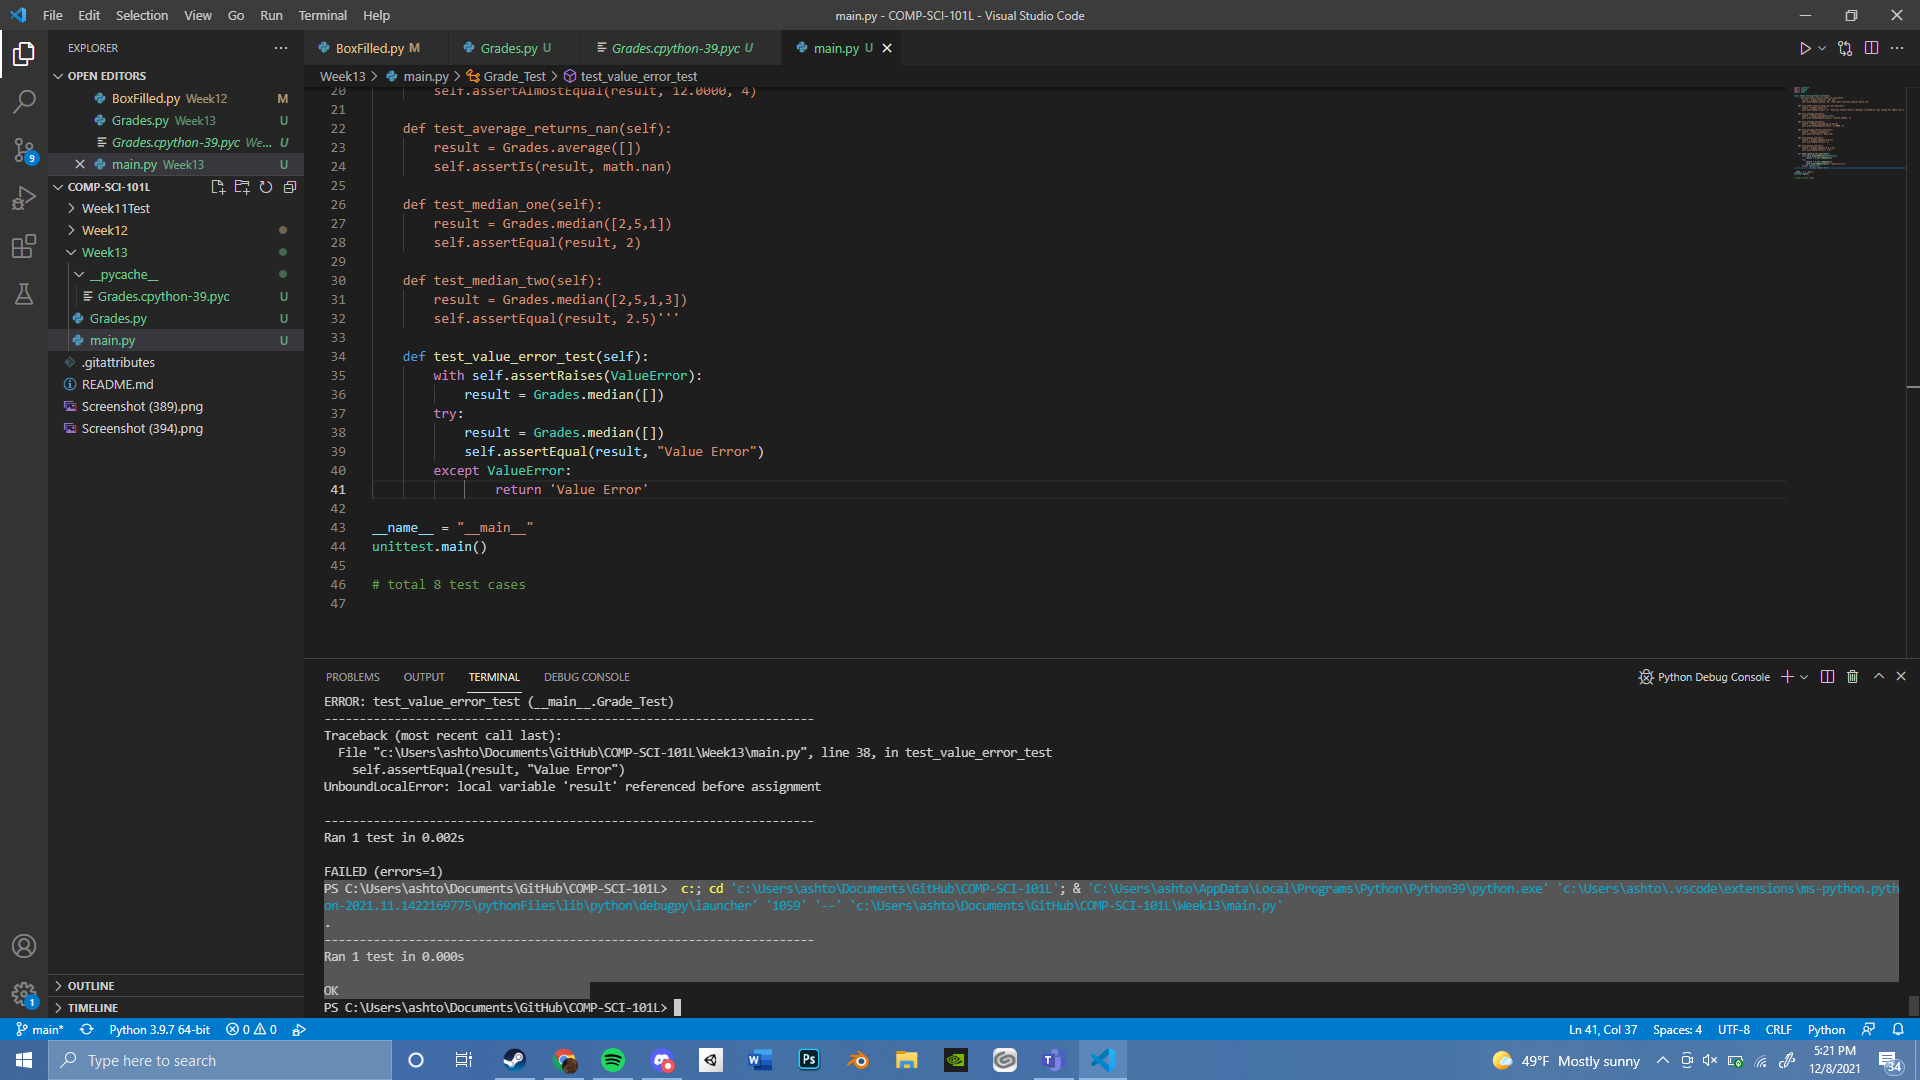 File Edit Selection View Go Run Terminal Help
main.py - COMP-SCI-101L - Visual Studio Code
EXPLORER
BoxFilled.py M
Grades.py U
Grades.cpython-39.pyc U
main.py U
OPEN EDITORS
BoxFilled.py Week12 M
Grades.py Week13 U
Grades.cpython-39.pyc We... U
main.py Week13 U
COMP-SCI-101L
Week11Test
Week12
Week13
__pycache__
Grades.cpython-39.pyc U
Grades.py U
main.py U
.gitattributes
README.md
Screenshot (389).png
Screenshot (394).png
OUTLINE
TIMELINE
9
1
Week13 > main.py > Grade_Test > test_value_error_test
20 self.assertAlmostEqual(result, 12.0000, 4)
21
22 def test_average_returns_nan(self):
23 result = Grades.average([])
24 self.assertIs(result, math.nan)
25
26 def test_median_one(self):
27 result = Grades.median([2,5,1])
28 self.assertEqual(result, 2)
29
30 def test_median_two(self):
31 result = Grades.median([2,5,1,3])
32 self.assertEqual(result, 2.5)'''
33
34 def test_value_error_test(self):
35 with self.assertRaises(ValueError):
36 result = Grades.median([])
37 try:
38 result = Grades.median([])
39 self.assertEqual(result, "Value Error")
40 except ValueError:
41 return 'Value Error'
42
43 __name__ = "__main__"
44 unittest.main()
45
46 # total 8 test cases
47
PROBLEMS OUTPUT TERMINAL DEBUG CONSOLE
Python Debug Console
ERROR: test_value_error_test (__main__.Grade_Test)
----------------------------------------------------------------------
Traceback (most recent call last):
File "c:\Users\ashto\Documents\GitHub\COMP-SCI-101L\Week13\main.py", line 38, in test_value_error_test
self.assertEqual(result, "Value Error")
UnboundLocalError: local variable 'result' referenced before assignment
----------------------------------------------------------------------
Ran 1 test in 0.002s
FAILED (errors=1)
PS C:\Users\ashto\Documents\GitHub\COMP-SCI-101L> c:; cd 'c:\Users\ashto\Documents\GitHub\COMP-SCI-101L'; & 'C:\Users\ashto\AppData\Local\Programs\Python\Python39\python.exe' 'c:\Users\ashto\.vscode\extensions\ms-python.pyth
on-2021.11.1422169775\pythonFiles\lib\python\debugpy\launcher' '1059' '--' 'c:\Users\ashto\Documents\GitHub\COMP-SCI-101L\Week13\main.py'
.
----------------------------------------------------------------------
Ran 1 test in 0.000s
OK
PS C:\Users\ashto\Documents\GitHub\COMP-SCI-101L>
main* Python 3.9.7 64-bit 0 0
Ln 41, Col 37 Spaces: 4 UTF-8 CRLF Python
Type here to search
49°F Mostly sunny
5:21 PM
12/8/2021
34